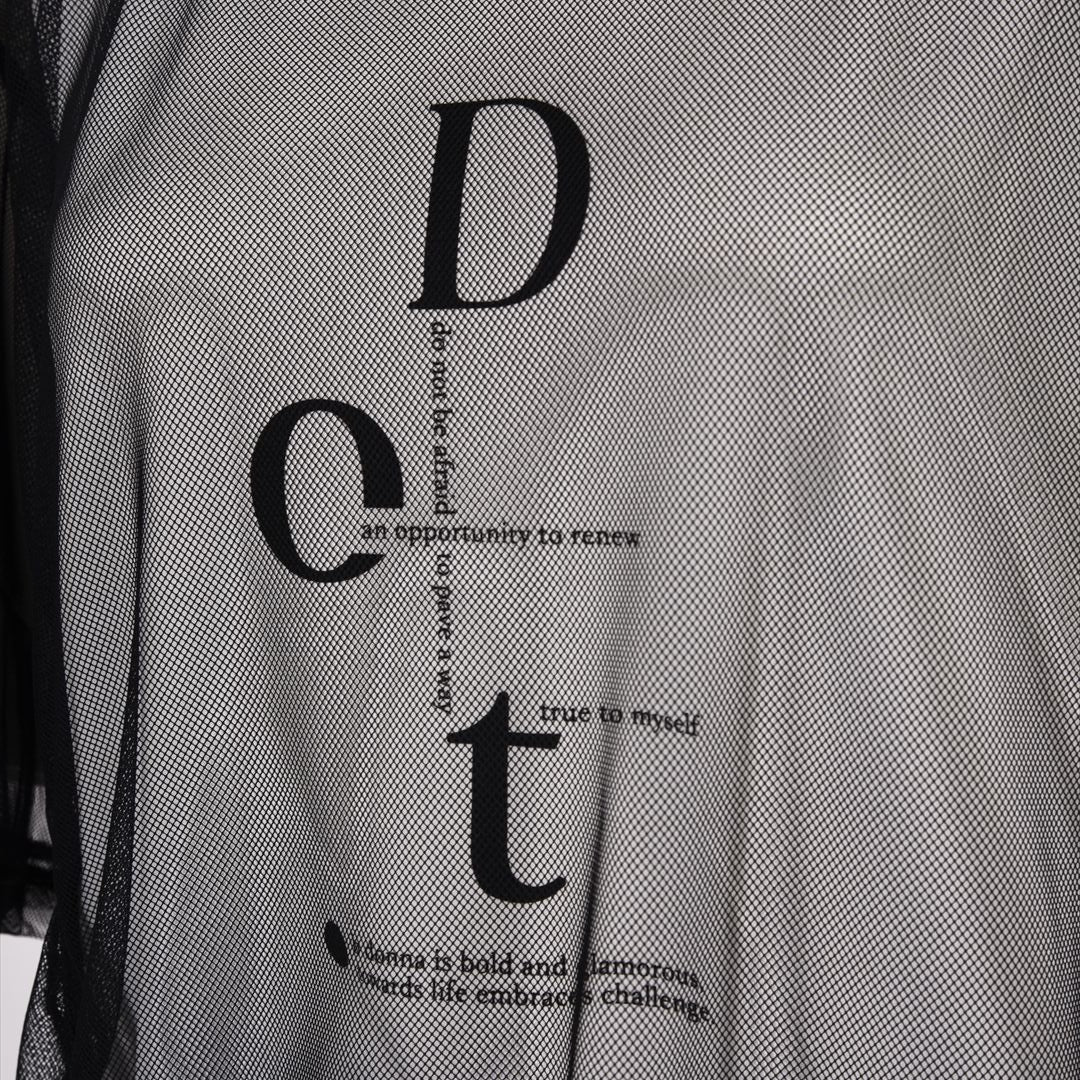 D
do not be afraid to pave a way
o
an opportunity to renew
t
true to myself
donna is bold and glamorous,
towards life embraces challenge